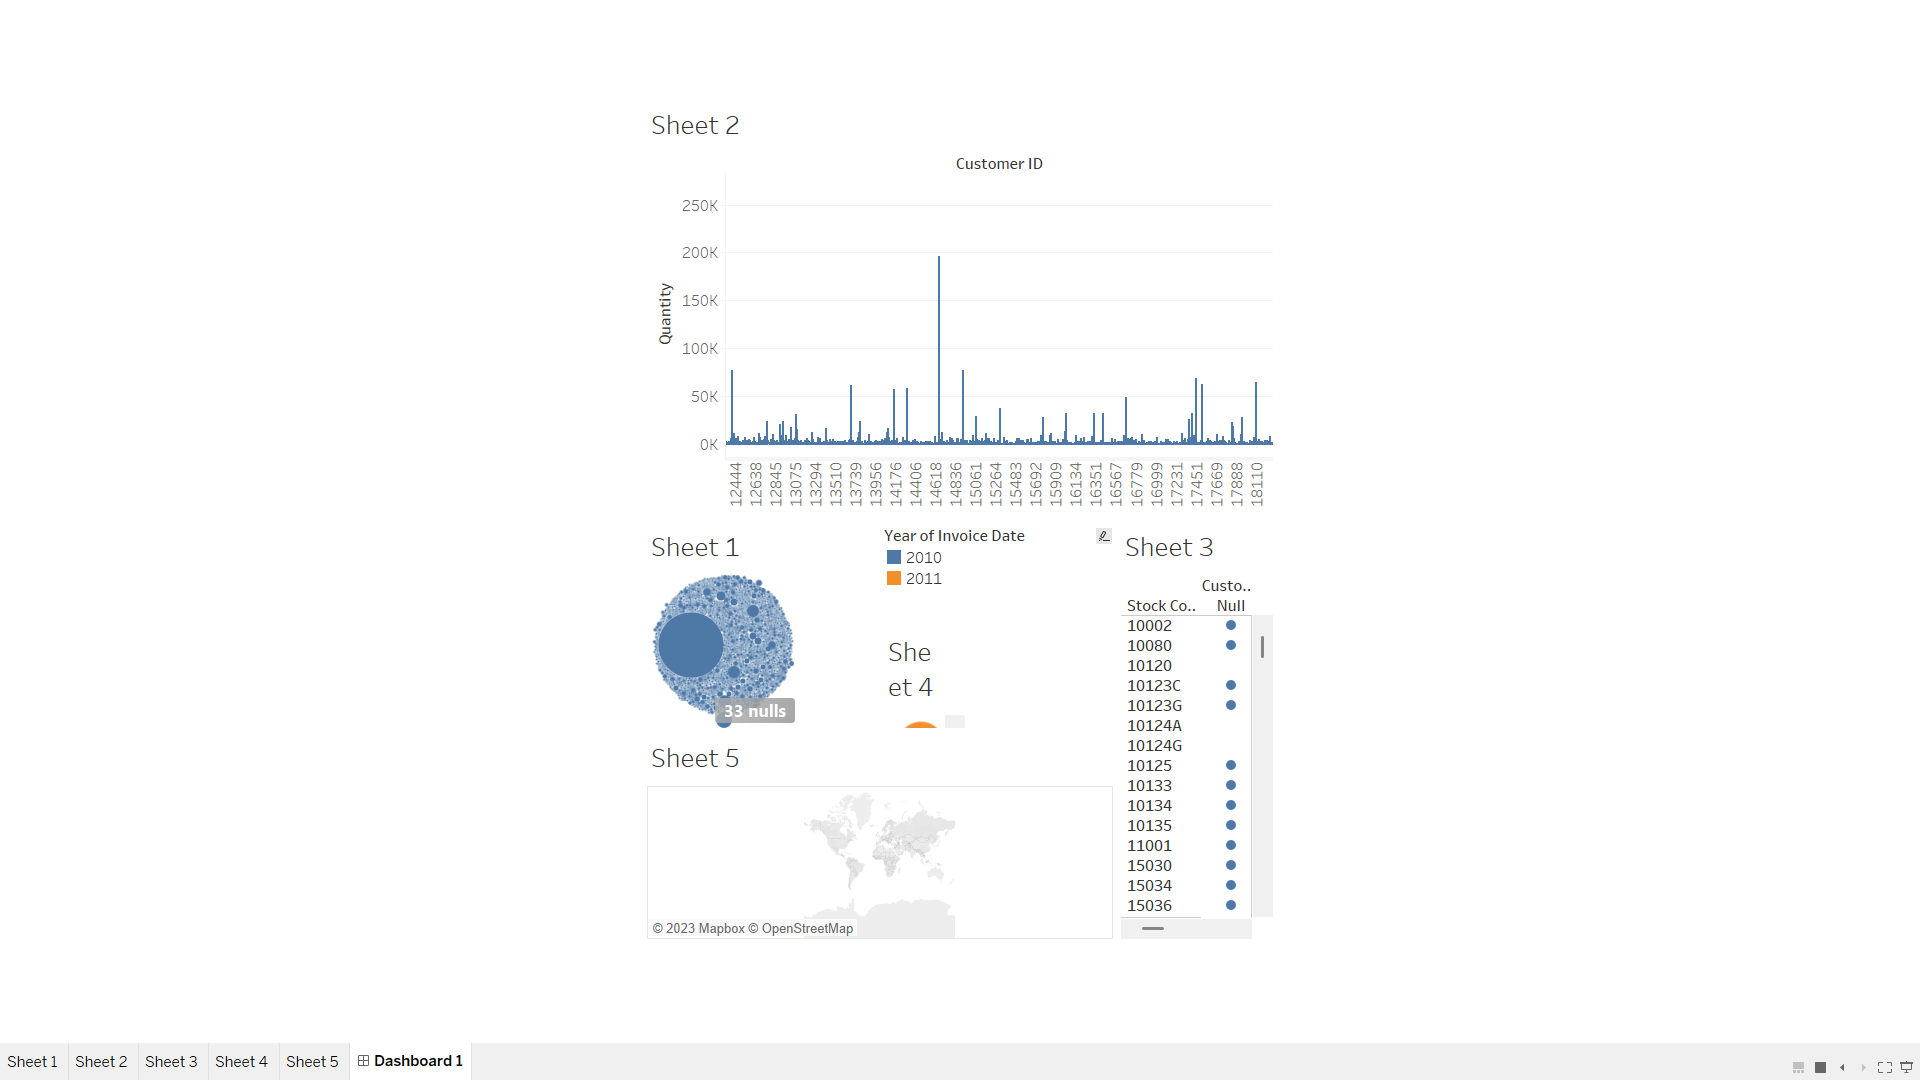 Sheet 2
Customer ID
250K
200K
150K
100K
50K
0K
Quantity
12444
12638
12845
13075
13294
13510
13739
13956
14176
14406
14618
14836
15061
15264
15483
15692
15909
16134
16351
16567
16779
16999
17231
17451
17669
17888
18110
Sheet 1
33 nulls
Year of Invoice Date
2010
2011
She
et 4
Sheet 3
Custo..
Stock Co.. Null
10002
10080
10120
10123C
10123G
10124A
10124G
10125
10133
10134
10135
11001
15030
15034
15036
Sheet 5
© 2023 Mapbox © OpenStreetMap
Sheet 1 Sheet 2 Sheet 3 Sheet 4 Sheet 5 Dashboard 1